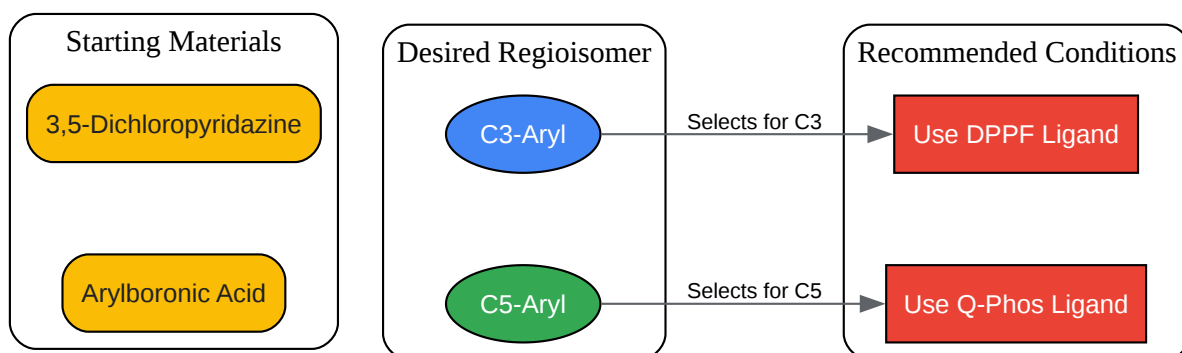 Starting Materials
3,5-Dichloropyridazine
Arylboronic Acid
Desired Regioisomer
C3-Aryl
C5-Aryl
Selects for C3
Selects for C5
Recommended Conditions
Use DPPF Ligand
Use Q-Phos Ligand